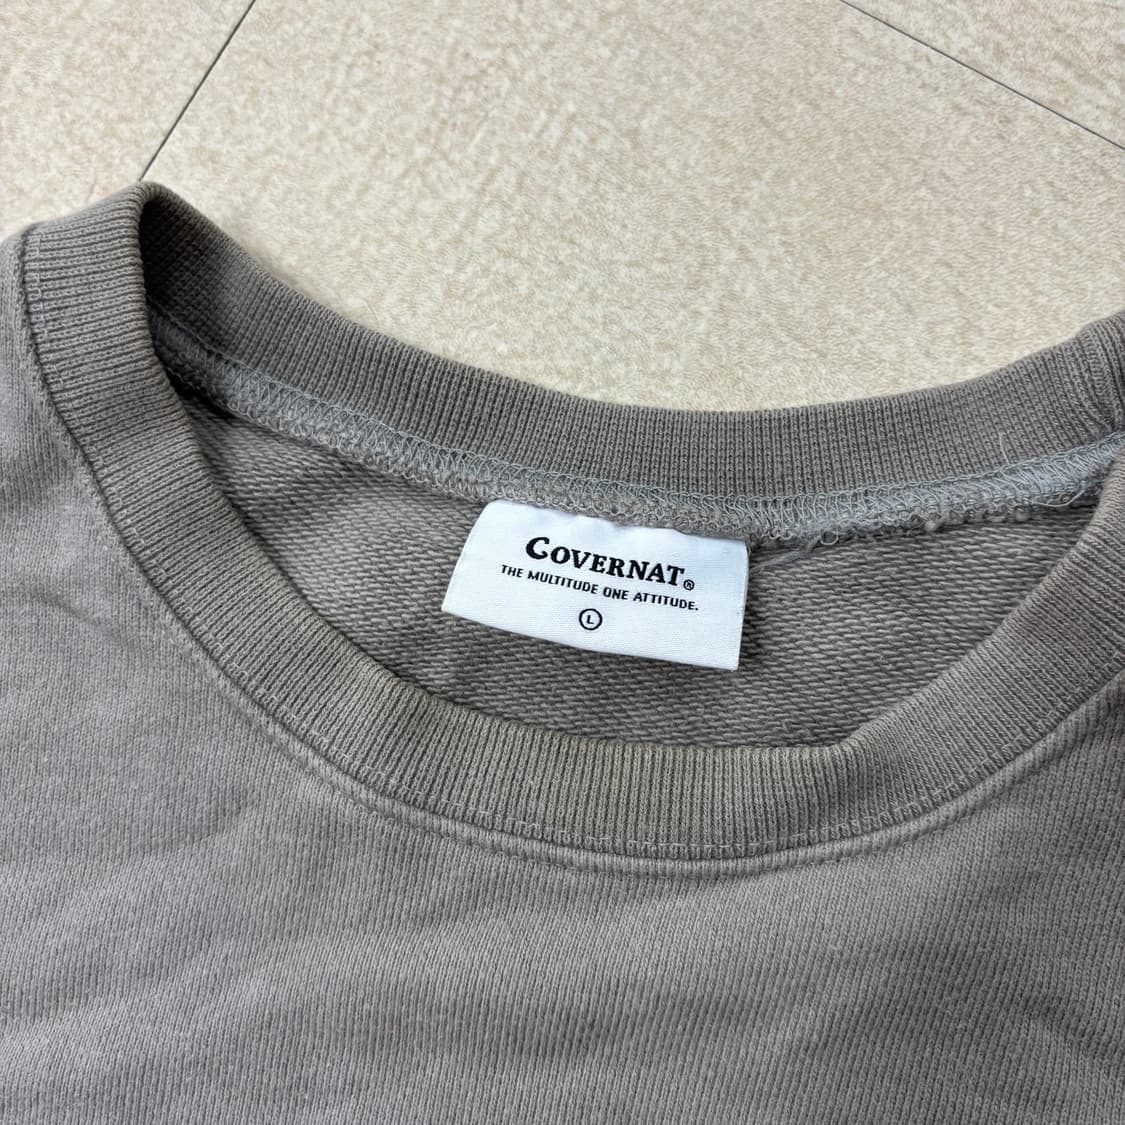 COVERNAT®
THE MULTITUDE ONE ATTITUDE.
L